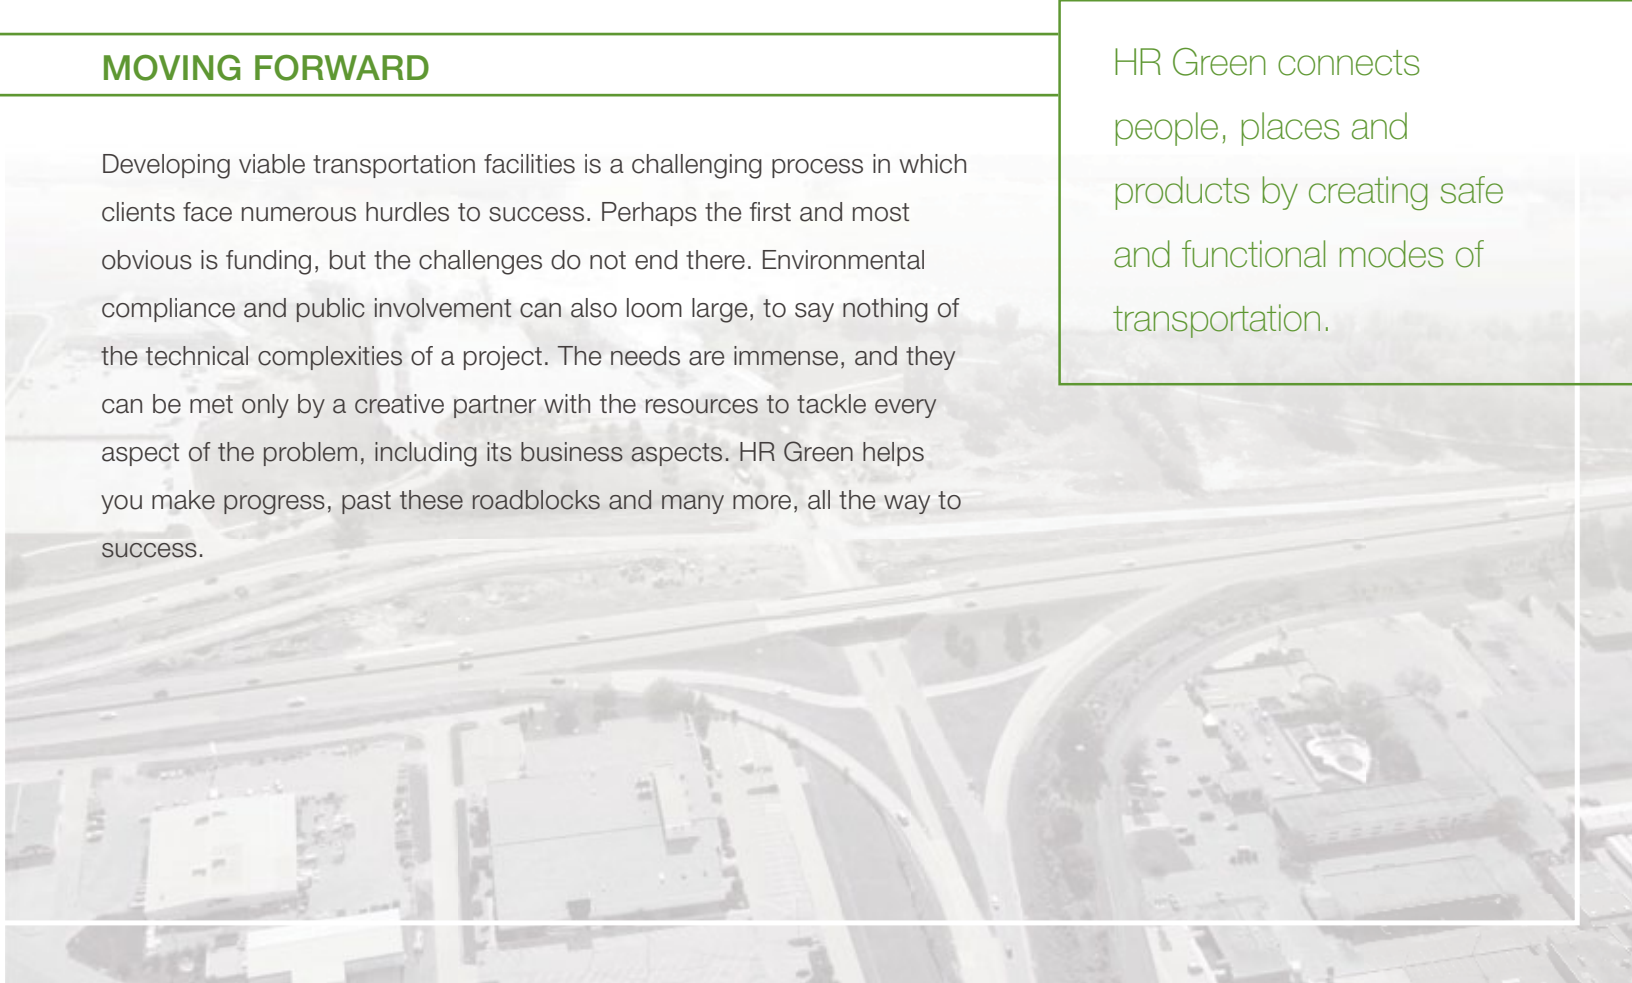 MOVING FORWARD
Developing viable transportation facilities is a challenging process in which
clients face numerous hurdles to success. Perhaps the first and most
obvious is funding, but the challenges do not end there. Environmental
compliance and public involvement can also loom large, to say nothing of
the technical complexities of a project. The needs are immense, and they
can be met only by a creative partner with the resources to tackle every
aspect of the problem, including its business aspects. HR Green helps
you make progress, past these roadblocks and many more, all the way to
success.
HR Green connects
people, places and
products by creating safe
and functional modes of
transportation.